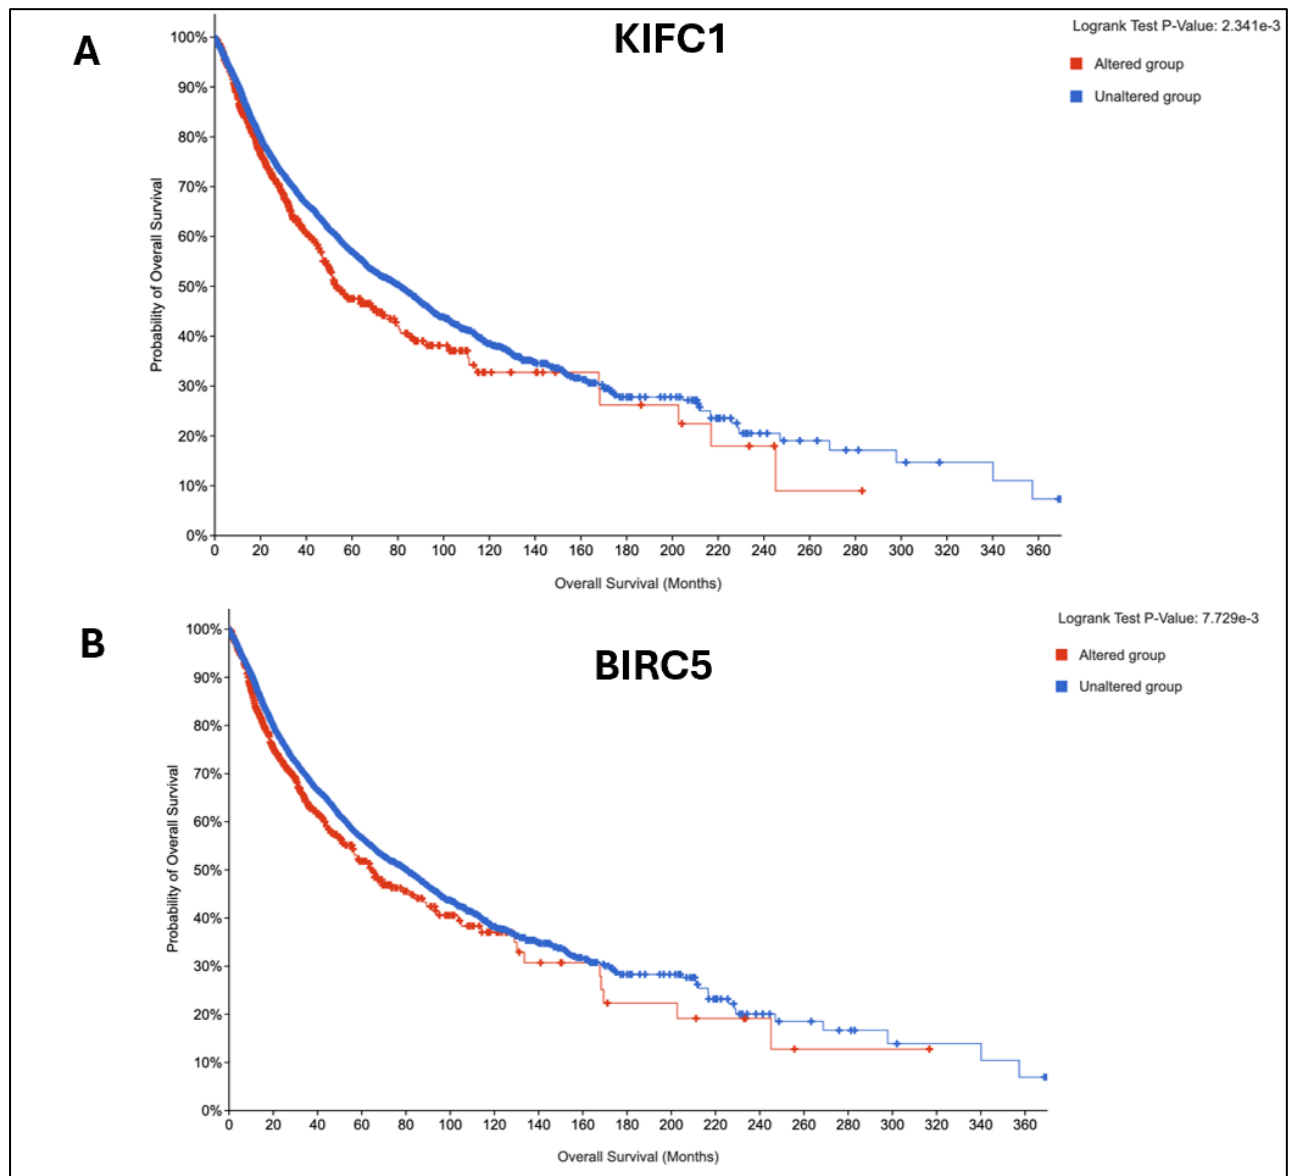 A
KIFC1
Logrank Test P-Value: 2.341e-3
Altered group
Unaltered group
Probability of Overall Survival
100%
90%
80%
70%
60%
50%
40%
30%
20%
10%
0%
0 20 40 60 80 100 120 140 160 180 200 220 240 260 280 300 320 340 360
Overall Survival (Months)
B
BIRC5
Logrank Test P-Value: 7.729e-3
Altered group
Unaltered group
Probability of Overall Survival
100%
90%
80%
70%
60%
50%
40%
30%
20%
10%
0%
0 20 40 60 80 100 120 140 160 180 200 220 240 260 280 300 320 340 360
Overall Survival (Months)